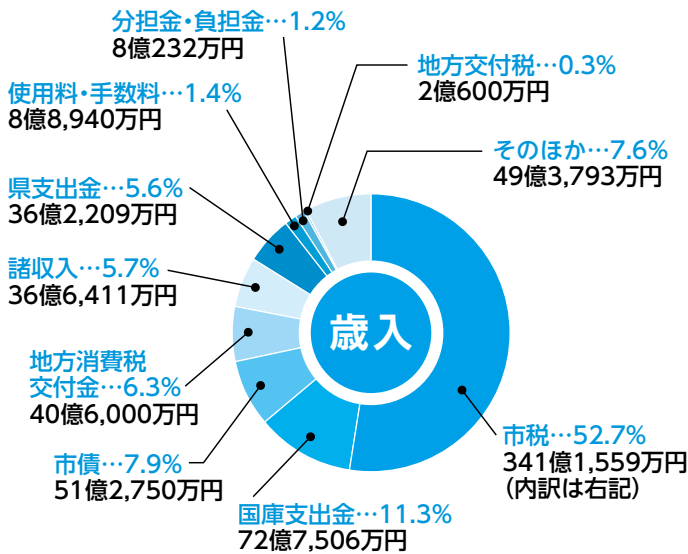 分担金・負担金…1.2%
8億232万円
使用料・手数料…1.4%
8億8,940万円
県支出金…5.6%
36億2,209万円
諸収入…5.7%
36億6,411万円
地方消費税
交付金…6.3%
40億6,000万円
市債…7.9%
51億2,750万円
国庫支出金…11.3%
72億7,506万円
市税…52.7%
341億1,559万円
（内訳は右記）
そのほか…7.6%
49億3,793万円
地方交付税…0.3%
2億600万円
歳入